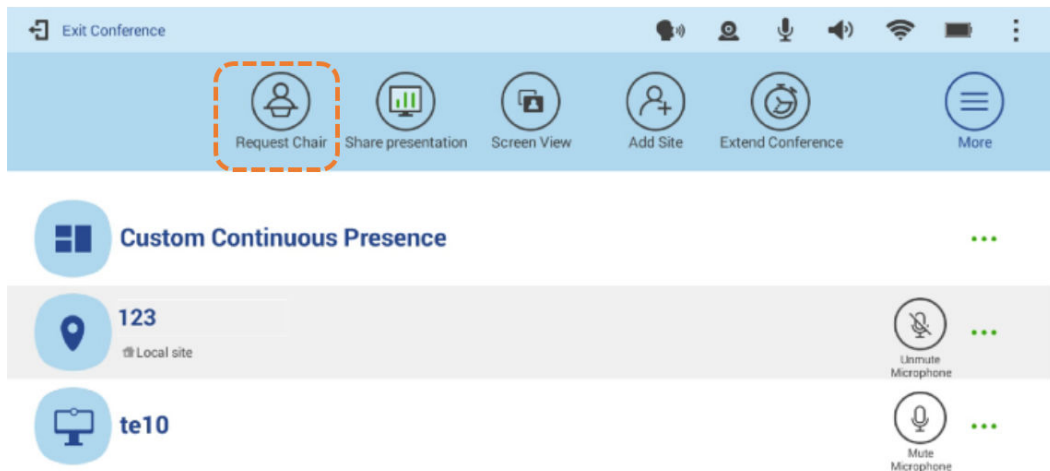 Exit Conference
Request Chair
Share presentation
Screen View
Add Site
Extend Conference
More
Custom Continuous Presence
123
Local site
Unmute
Microphone
te10
Mute
Microphone